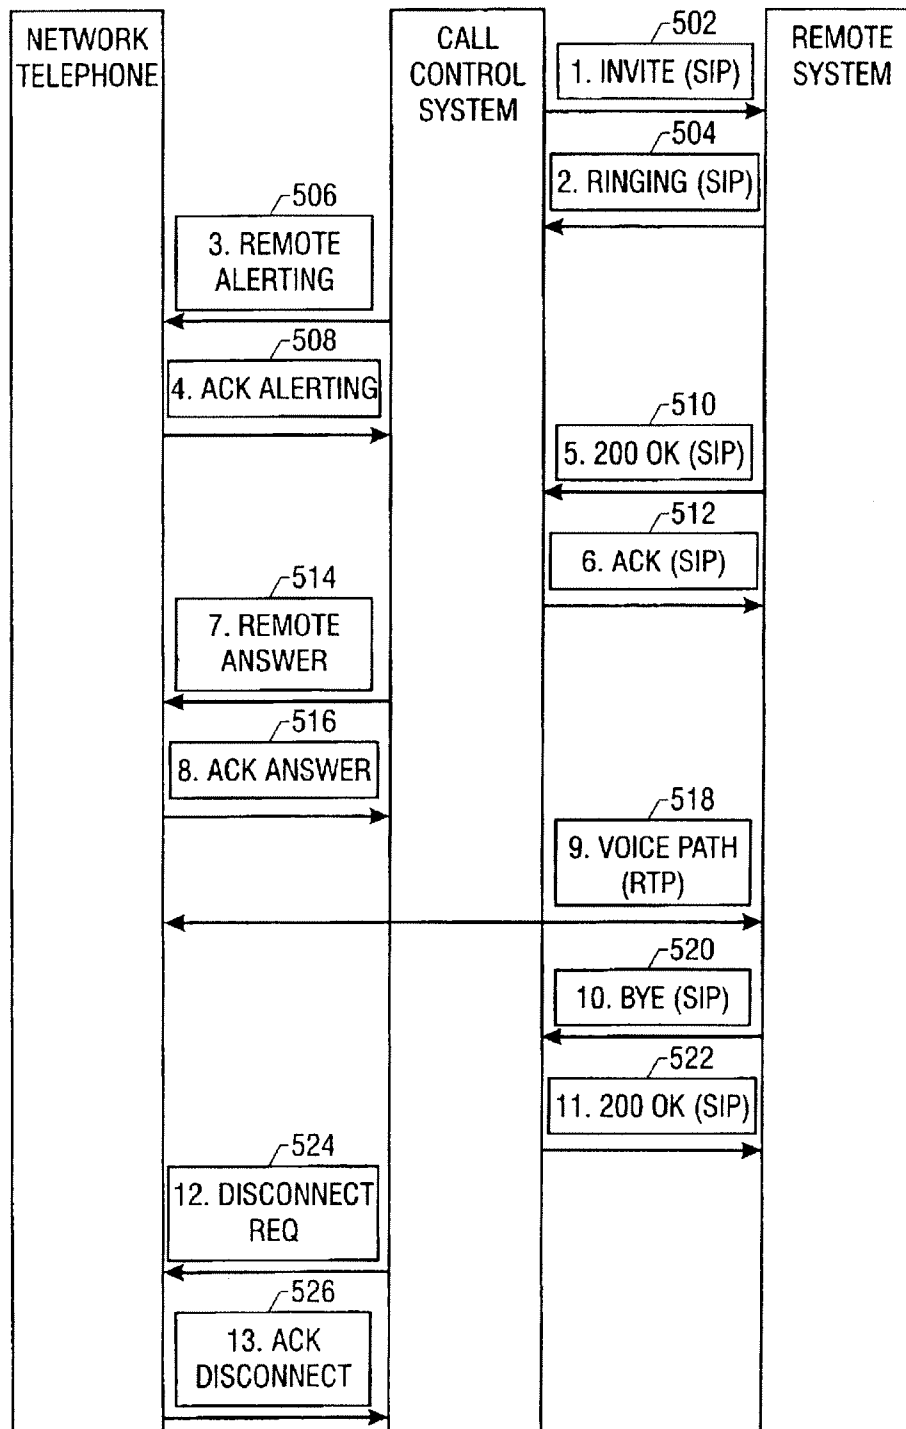 NETWORK
TELEPHONE
CALL
CONTROL
SYSTEM
REMOTE
SYSTEM
502
1. INVITE (SIP)
504
2. RINGING (SIP)
506
3. REMOTE
ALERTING
508
4. ACK ALERTING
510
5. 200 OK (SIP)
512
6. ACK (SIP)
514
7. REMOTE
ANSWER
516
8. ACK ANSWER
518
9. VOICE PATH
(RTP)
520
10. BYE (SIP)
522
11. 200 OK (SIP)
524
12. DISCONNECT
REQ
526
13. ACK
DISCONNECT